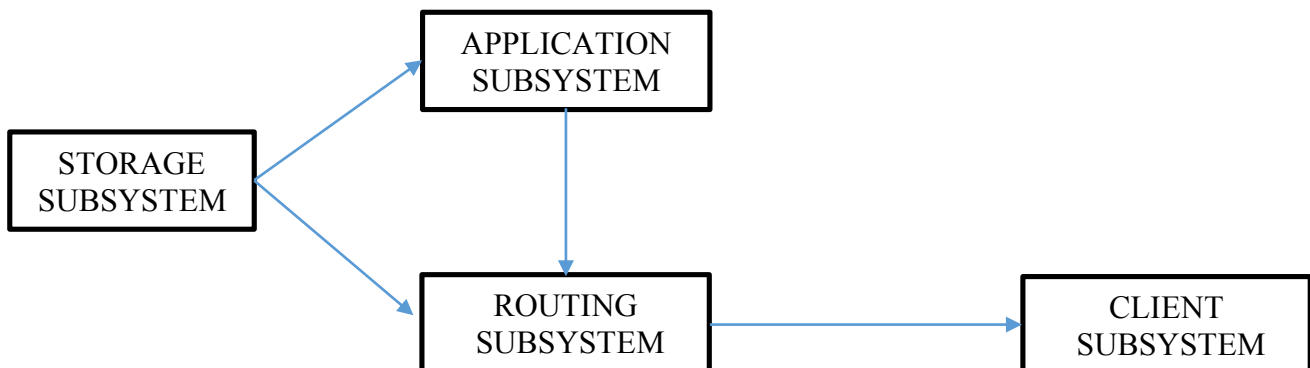 APPLICATION
SUBSYSTEM
STORAGE
SUBSYSTEM
ROUTING
SUBSYSTEM
CLIENT
SUBSYSTEM